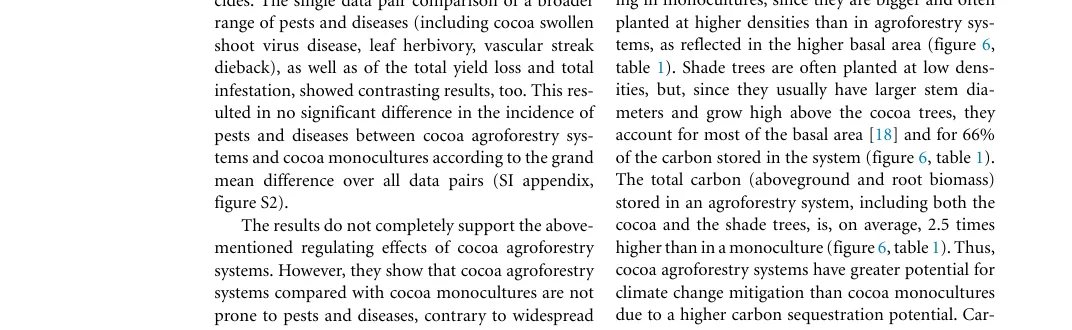 cides. The single data pair comparison of a broader
range of pests and diseases (including cocoa swollen
shoot virus disease, leaf herbivory, vascular streak
dieback), as well as of the total yield loss and total
infestation, showed contrasting results, too. This res-
ulted in no significant difference in the incidence of
pests and diseases between cocoa agroforestry sys-
tems and cocoa monocultures according to the grand
mean difference over all data pairs (SI appendix,
figure S2).
The results do not completely support the above-
mentioned regulating effects of cocoa agroforestry
systems. However, they show that cocoa agroforestry
systems compared with cocoa monocultures are not
prone to pests and diseases, contrary to widespread
ing in monocultures, since they are bigger and often
planted at higher densities than in agroforestry sys-
tems, as reflected in the higher basal area (figure 6,
table 1). Shade trees are often planted at low dens-
ities, but, since they usually have larger stem dia-
meters and grow high above the cocoa trees, they
account for most of the basal area [18] and for 66%
of the carbon stored in the system (figure 6, table 1).
The total carbon (aboveground and root biomass)
stored in an agroforestry system, including both the
cocoa and the shade trees, is, on average, 2.5 times
higher than in a monoculture (figure 6, table 1). Thus,
cocoa agroforestry systems have greater potential for
climate change mitigation than cocoa monocultures
due to a higher carbon sequestration potential. Car-